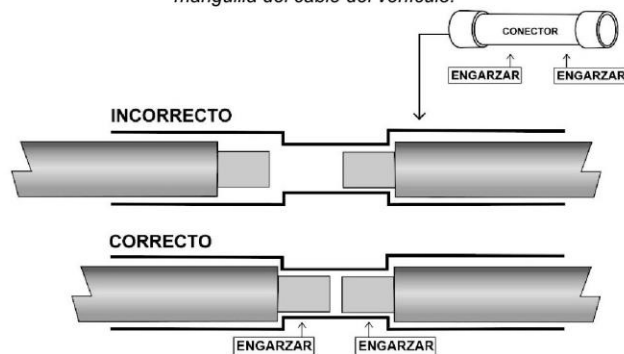 manguilla del cable del vehículo.
CONECTOR
ENGARZAR ENGARZAR
INCORRECTO
CORRECTO
ENGARZAR ENGARZAR